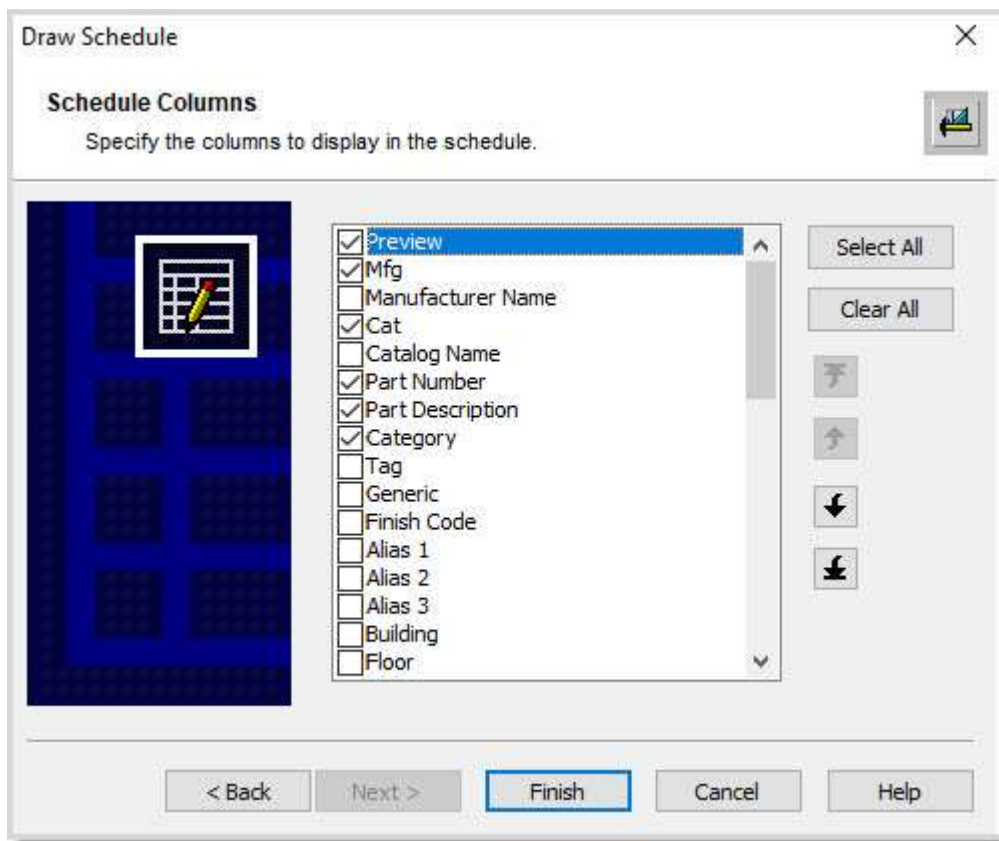 Draw Schedule
Schedule Columns
Specify the columns to display in the schedule.
Preview
Mfg
Manufacturer Name
Cat
Catalog Name
Part Number
Part Description
Category
Tag
Generic
Finish Code
Alias 1
Alias 2
Alias 3
Building
Floor
Select All
Clear All
< Back
Next >
Finish
Cancel
Help